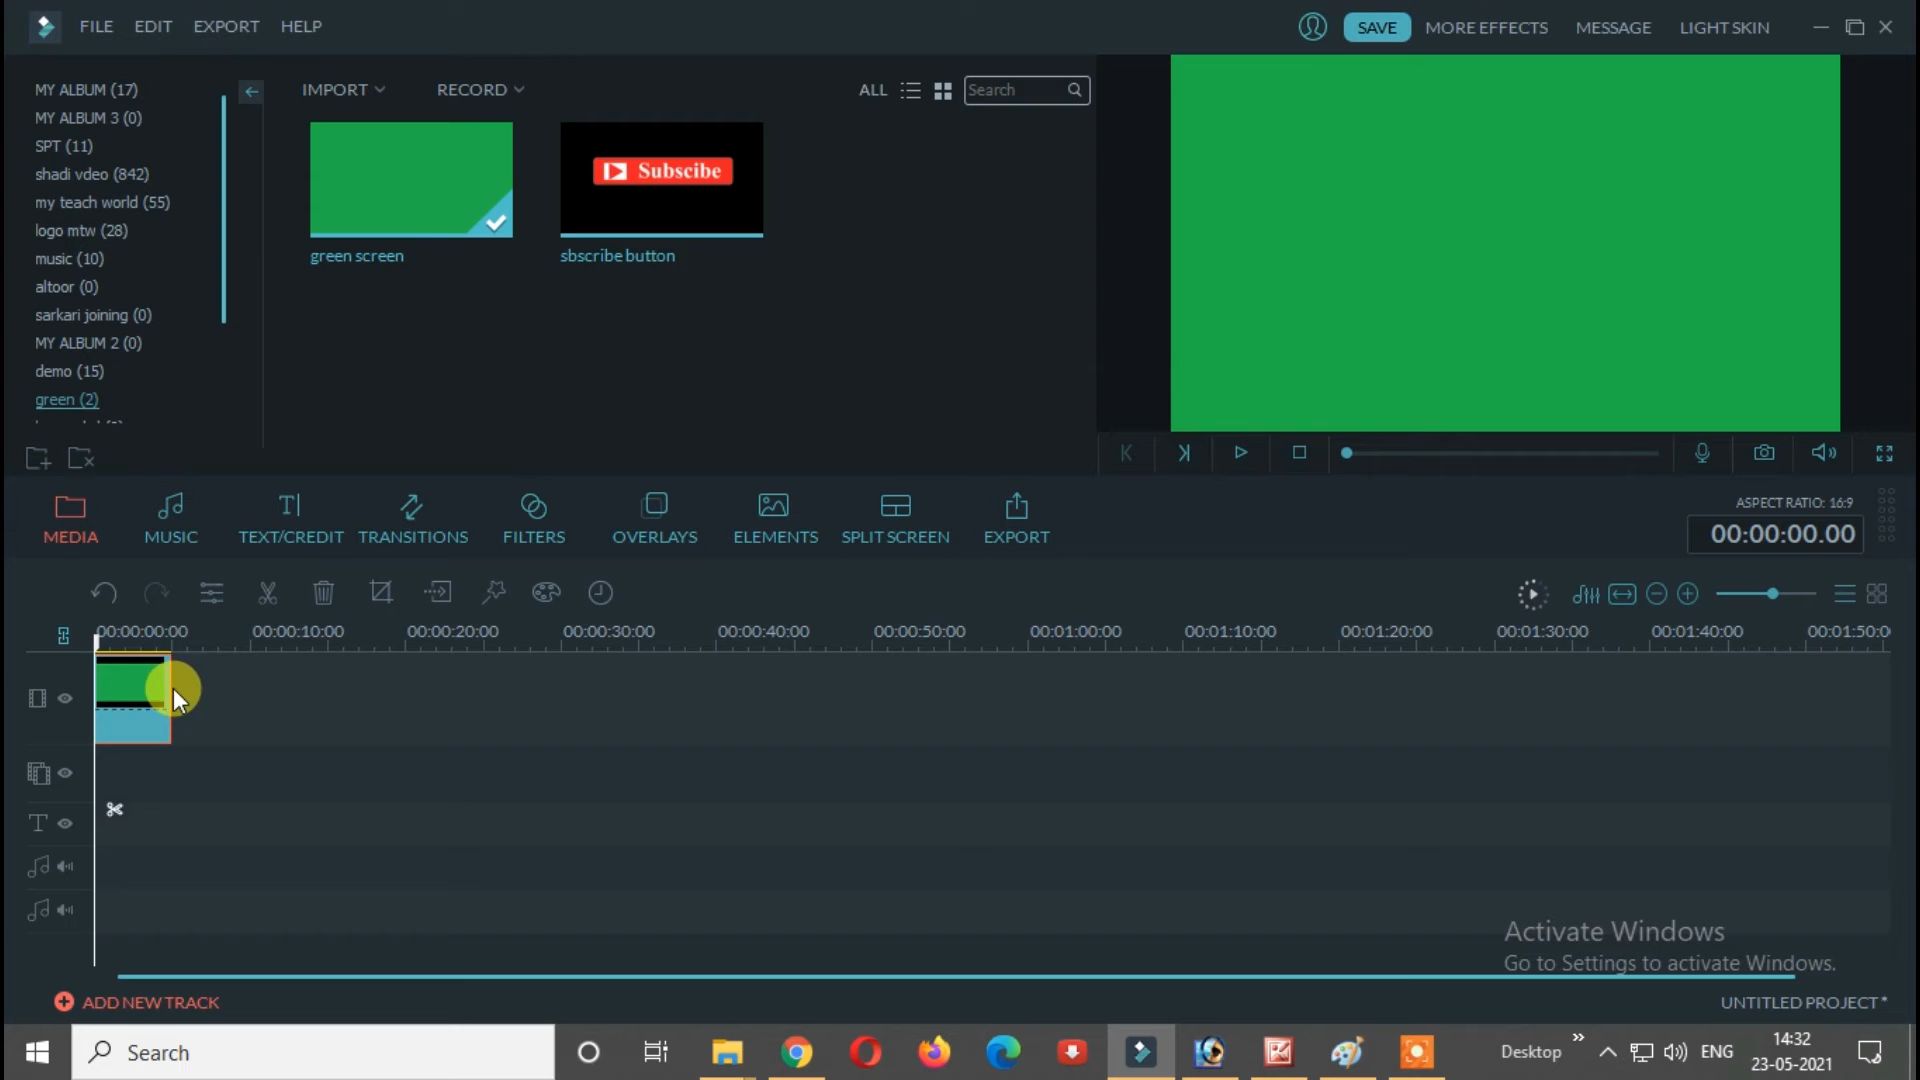 FILE EDIT EXPORT HELP
SAVE MORE EFFECTS MESSAGE LIGHT SKIN
MY ALBUM (17)
MY ALBUM 3 (0)
SPT (11)
shadi vdeo (842)
my teach world (55)
logo mtw (28)
music (10)
altoor (0)
sarkari joining (0)
MY ALBUM 2 (0)
demo (15)
green (2)
IMPORT RECORD ALL Search
Subscibe
green screen sbscribe button
MEDIA MUSIC TEXT/CREDIT TRANSITIONS FILTERS OVERLAYS ELEMENTS SPLIT SCREEN EXPORT
ASPECT RATIO: 16:9
00:00:00.00
00:00:00:00 00:00:10:00 00:00:20:00 00:00:30:00 00:00:40:00 00:00:50:00 00:01:00:00 00:01:10:00 00:01:20:00 00:01:30:00 00:01:40:00 00:01:50:0
Activate Windows
Go to Settings to activate Windows.
ADD NEW TRACK UNTITLED PROJECT *
Search Desktop ENG
14:32
23-05-2021